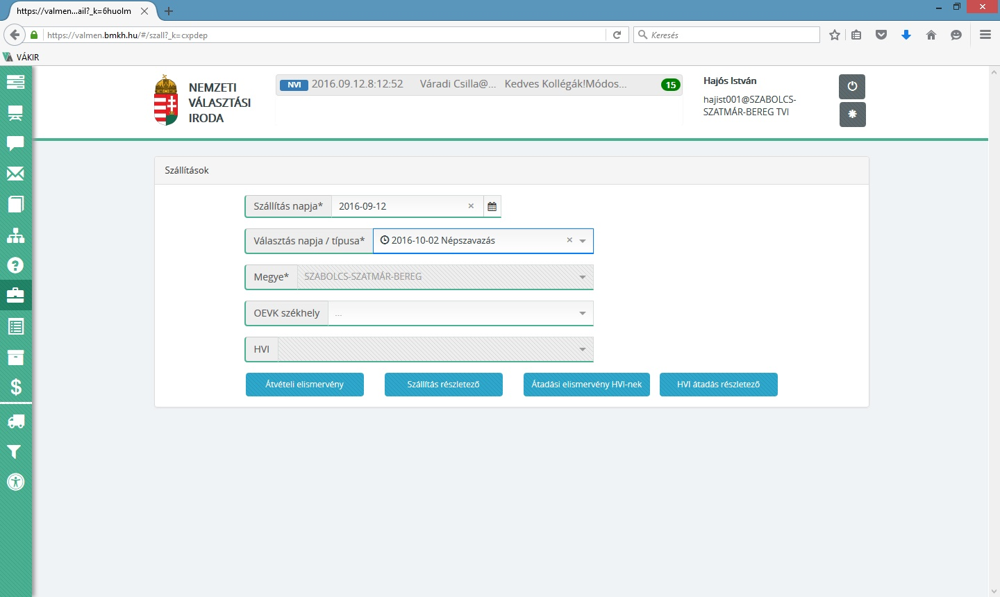 https://valmen...ail?_k=6huolm
https://valmen.bmkh.hu/#/szall?_k=cxpdep
Keresés
VÁKIR
NEMZETI
VÁLASZTÁSI
IRODA
NVI 2016.09.12.8:12:52 Váradi Csilla@... Kedves Kollégák!Módos... 15
Hajós István
hajist001@SZABOLCS-
SZATMÁR-BEREG TVI
Szállítások
Szállítás napja* 2016-09-12
Választás napja / típusa* 2016-10-02 Népszavazás
Megye* SZABOLCS-SZATMÁR-BEREG
OEVK székhely ...
HVI
Átvételi elismervény Szállítás részletező Átadási elismervény HVI-nek HVI átadás részletező